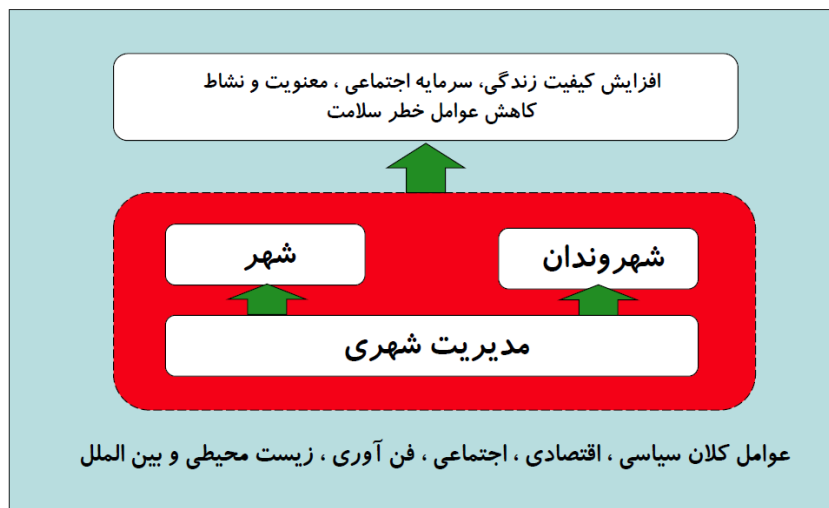 افزایش کیفیت زندگی، سرمایه اجتماعی ، معنویت و نشاط
کاهش عوامل خطر سلامت
شهروندان
شهر
مدیریت شهری
عوامل کلان سیاسی ، اقتصادی ، اجتماعی ، فن آوری ، زیست محیطی و بین الملل